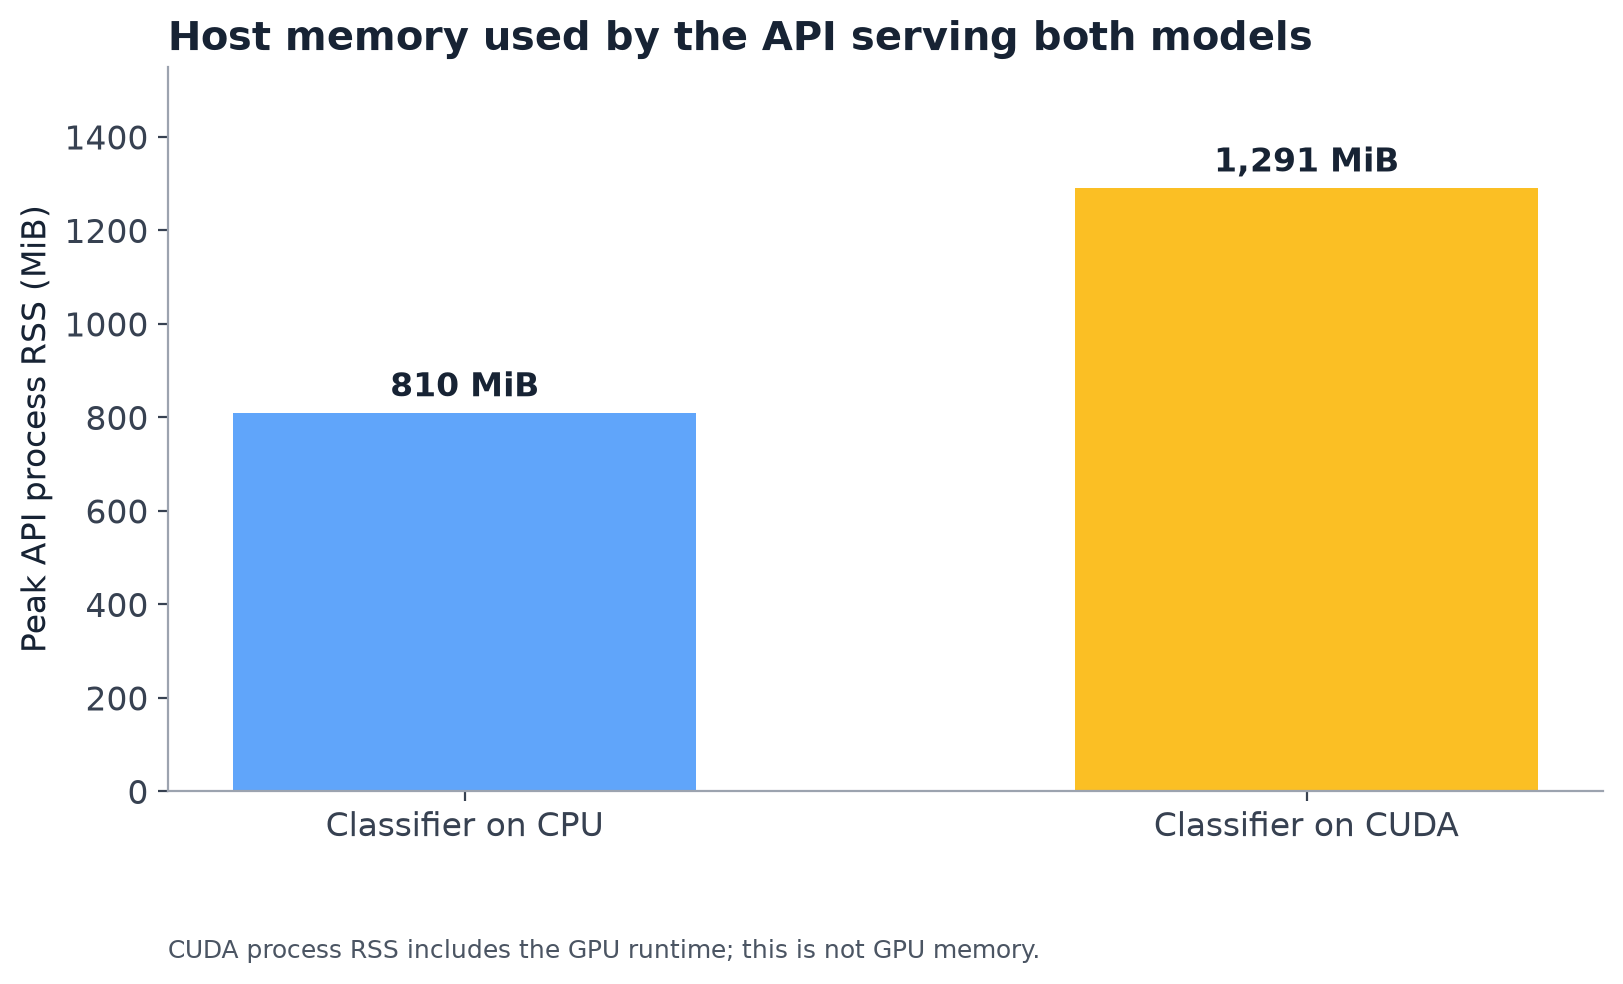 Host memory used by the API serving both models
Peak API process RSS (MiB)
1400
1200
1000
800
600
400
200
0
810 MiB
1,291 MiB
Classifier on CPU
Classifier on CUDA
CUDA process RSS includes the GPU runtime; this is not GPU memory.